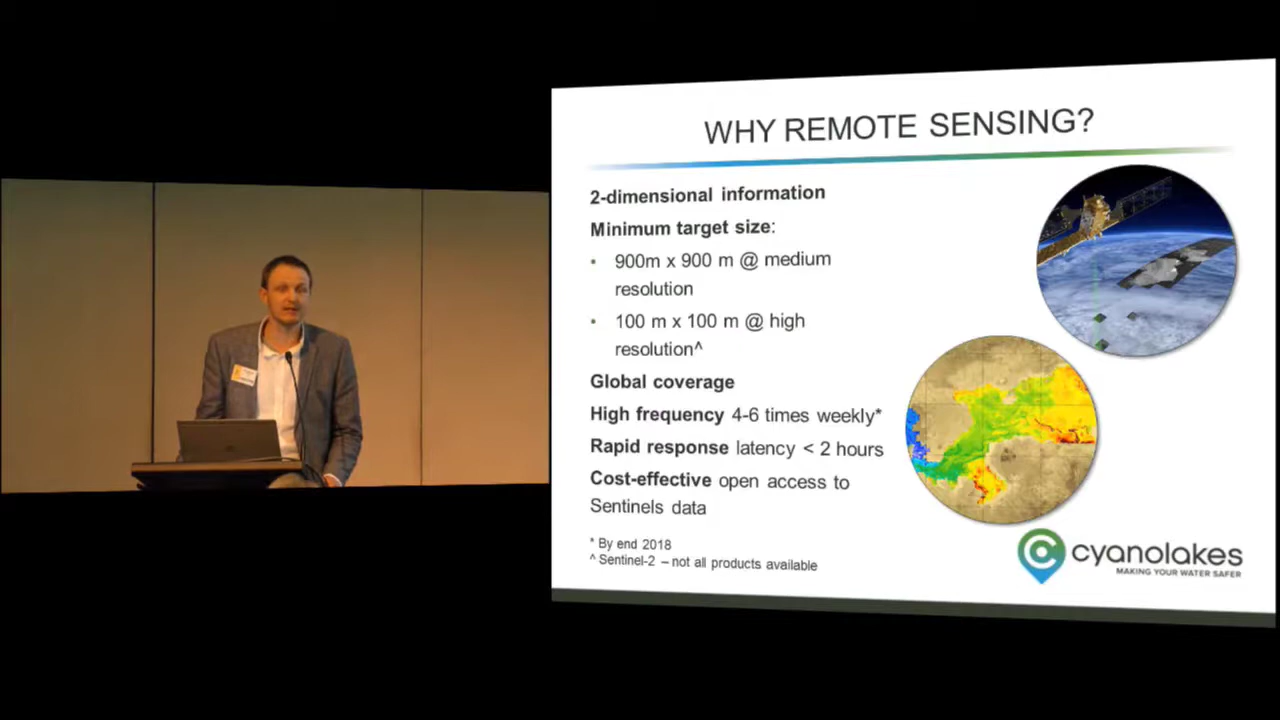 WHY REMOTE SENSING?
2-dimensional information
Minimum target size:
• 900m x 900 m @ medium
resolution
• 100 m x 100 m @ high
resolution^
Global coverage
High frequency 4-6 times weekly*
Rapid response latency < 2 hours
Cost-effective open access to
Sentinels data
* By end 2018
^ Sentinel-2 – not all products available
cyanolakes
MAKING YOUR WATER SAFER